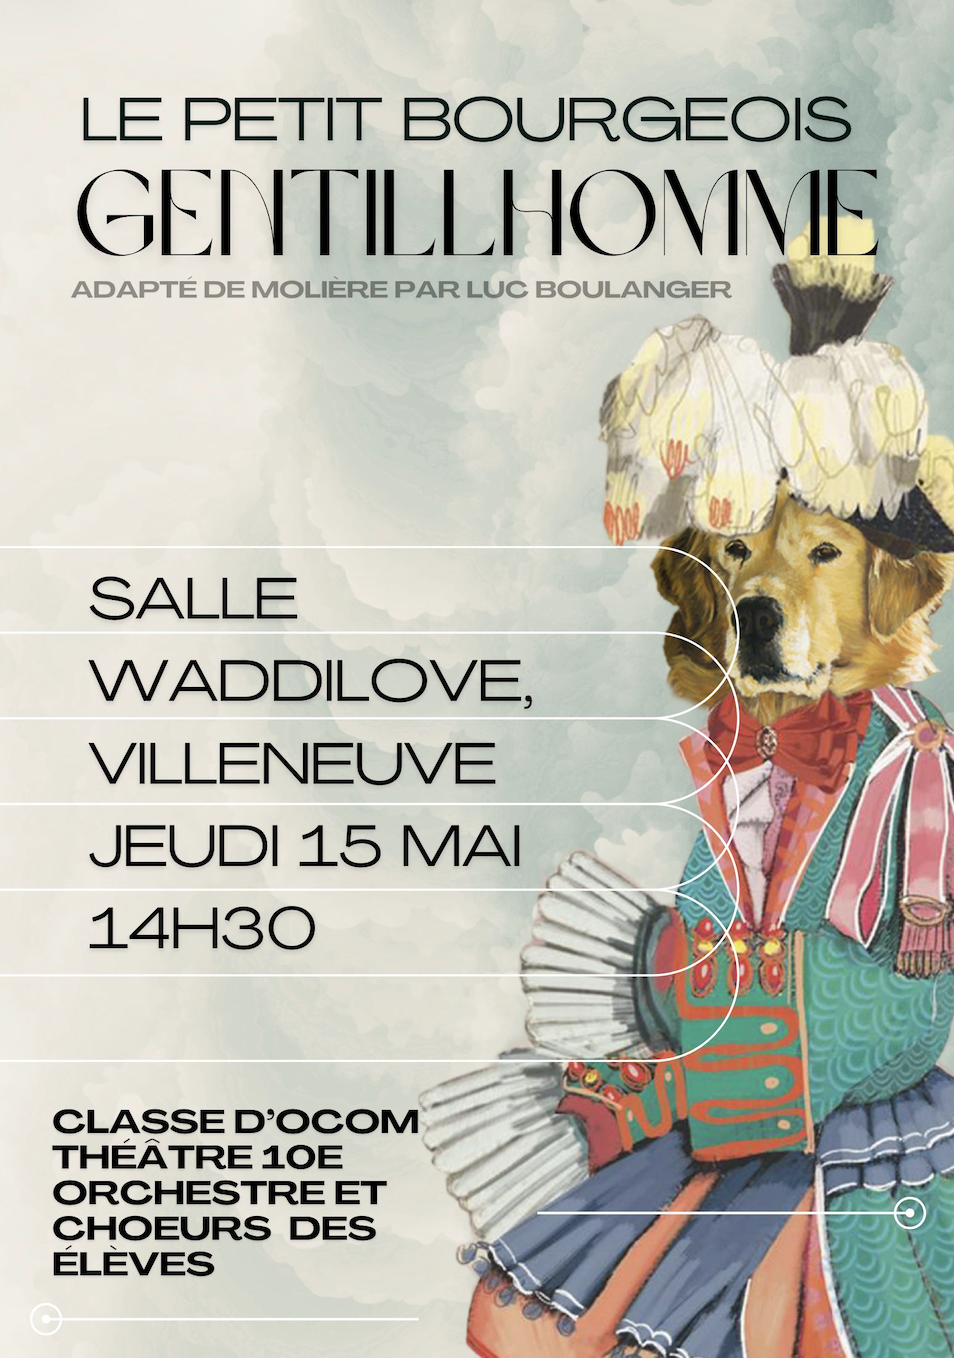 LE PETIT BOURGEOIS
GENTILLHOMME
ADAPTÉ DE MOLIÈRE PAR LUC BOULANGER
SALLE
WADDILOVE,
VILLENEUVE
JEUDI 15 MAI
14H30
CLASSE D’OCOM
THÉÂTRE 10E
ORCHESTRE ET
CHOEURS DES
ÉLÈVES